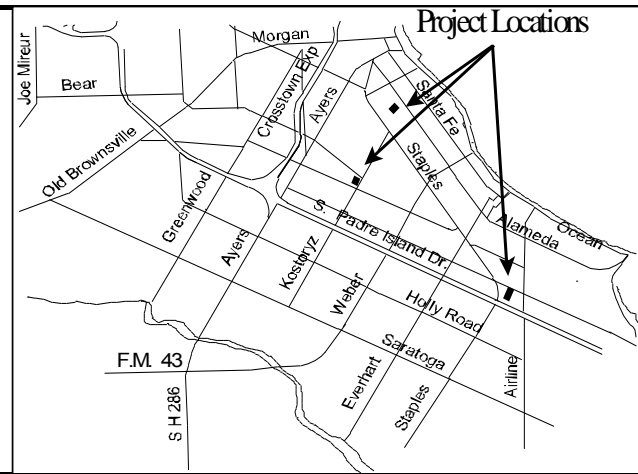 Project Locations
Morgan
Joe Mireur
Bear
Crosstown Exp
Ayers
Santa Fe
Old Brownsville
Staples
Greenwood
Ayers
S. Padre Island Dr.
Kostoryz
Weber
Alameda
Ocean
Holly Road
Saratoga
F.M. 43
S H 286
Everhart
Staples
Airline